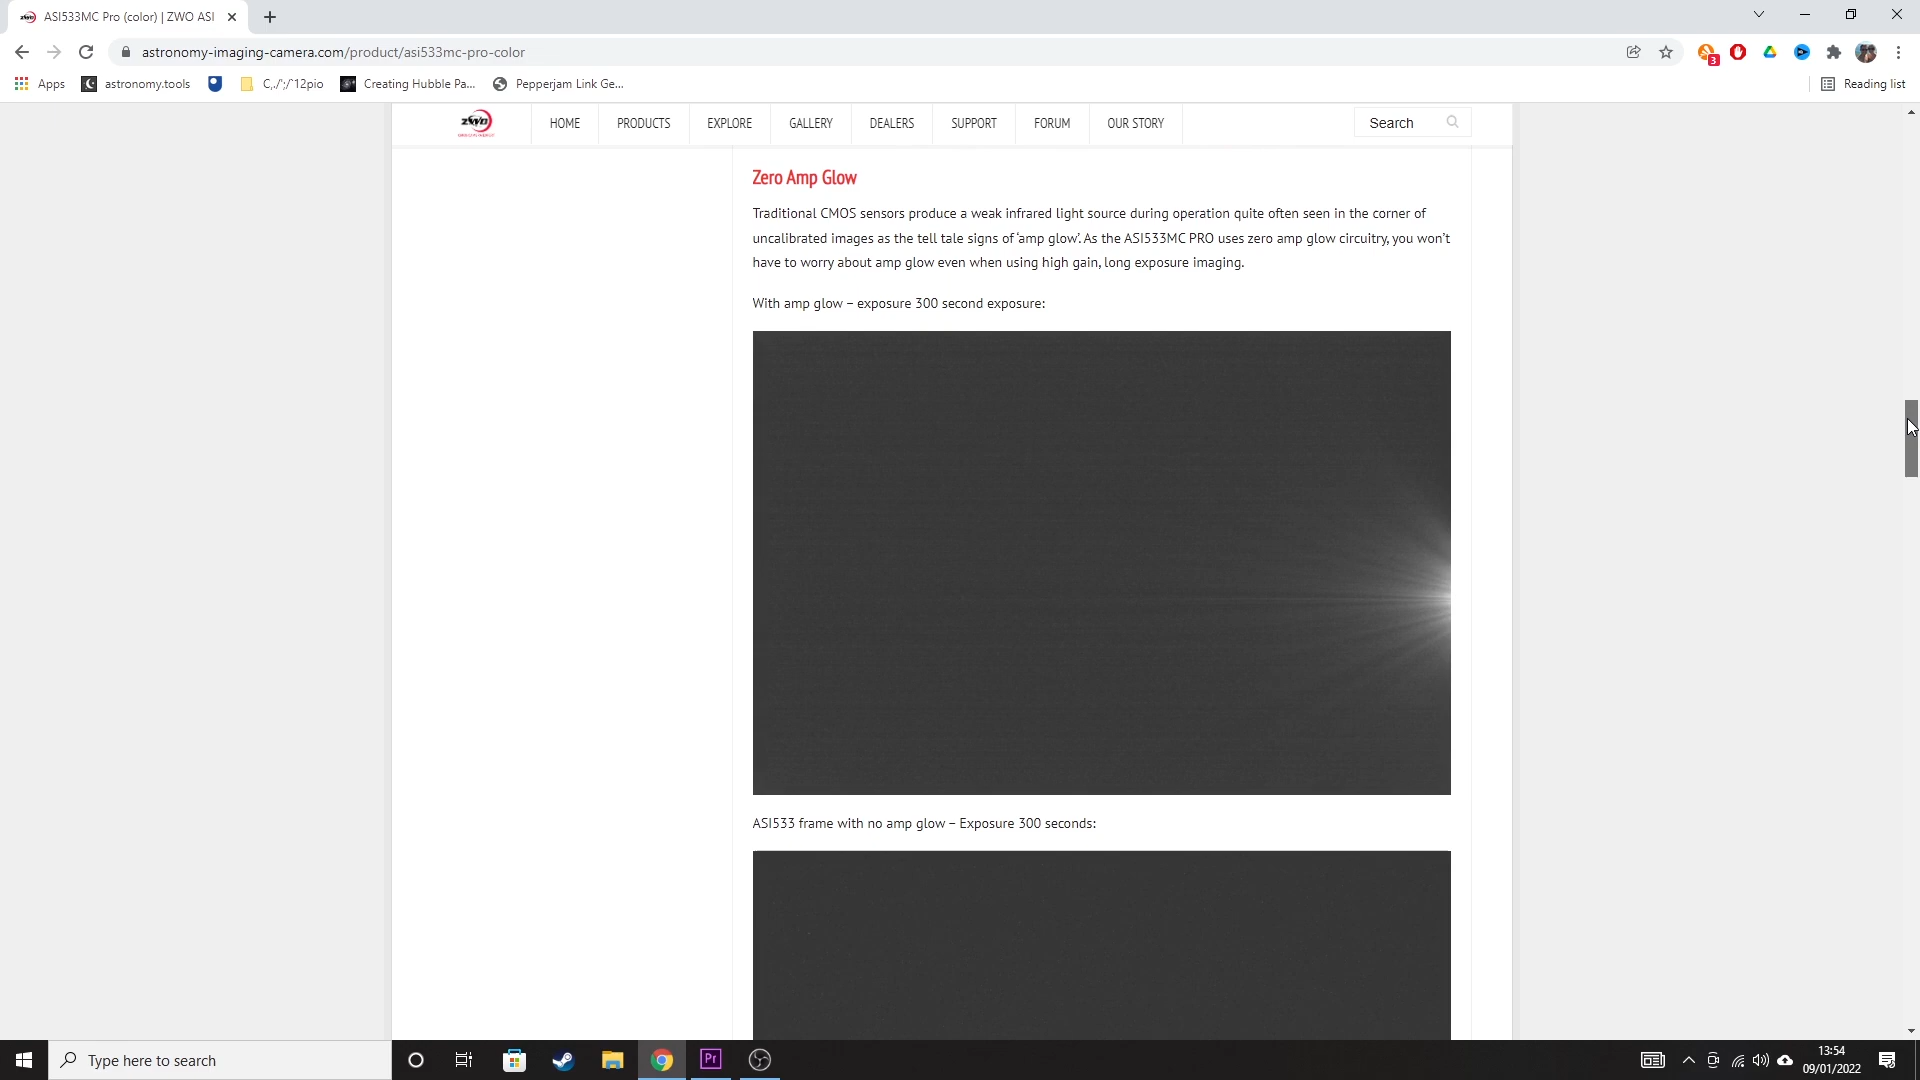 ASI533MC Pro (color) | ZWO ASI
astronomy-imaging-camera.com/product/asi533mc-pro-color
3
Apps
astronomy.tools
C,./';/'12pio
Creating Hubble Pa...
Pepperjam Link Ge...
Reading list
ZWO
HOME
PRODUCTS
EXPLORE
GALLERY
DEALERS
SUPPORT
FORUM
OUR STORY
Search
Zero Amp Glow
Traditional CMOS sensors produce a weak infrared light source during operation quite often seen in the corner of
uncalibrated images as the tell tale signs of ‘amp glow’. As the ASI533MC PRO uses zero amp glow circuitry, you won’t
have to worry about amp glow even when using high gain, long exposure imaging.
With amp glow – exposure 300 second exposure:
ASI533 frame with no amp glow – Exposure 300 seconds:
Type here to search
Pr
13:54
09/01/2022